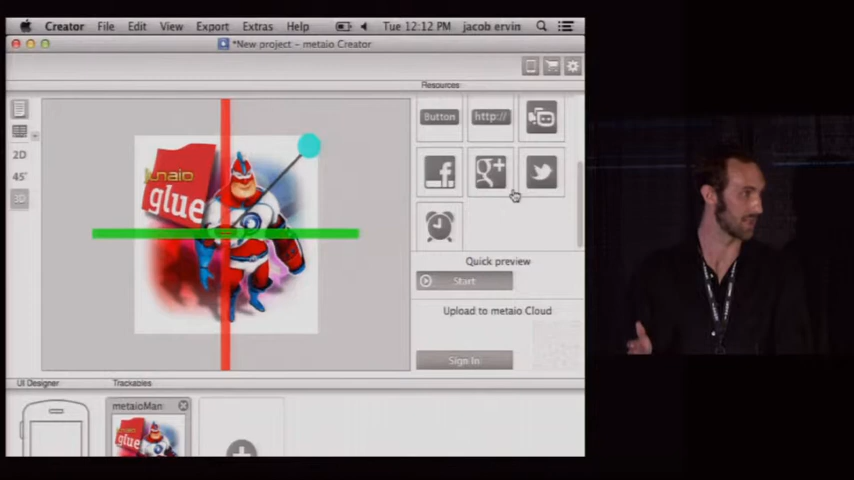 Creator File Edit View Export Extras Help Tue 12:12 PM jacob ervin
*New project – metaio Creator
Resources
Button http://
2D
45°
3D
junaio
glue
g+
Quick preview
Start
Upload to metaio Cloud
Sign In
UI Designer Trackables
metaioMan
glue